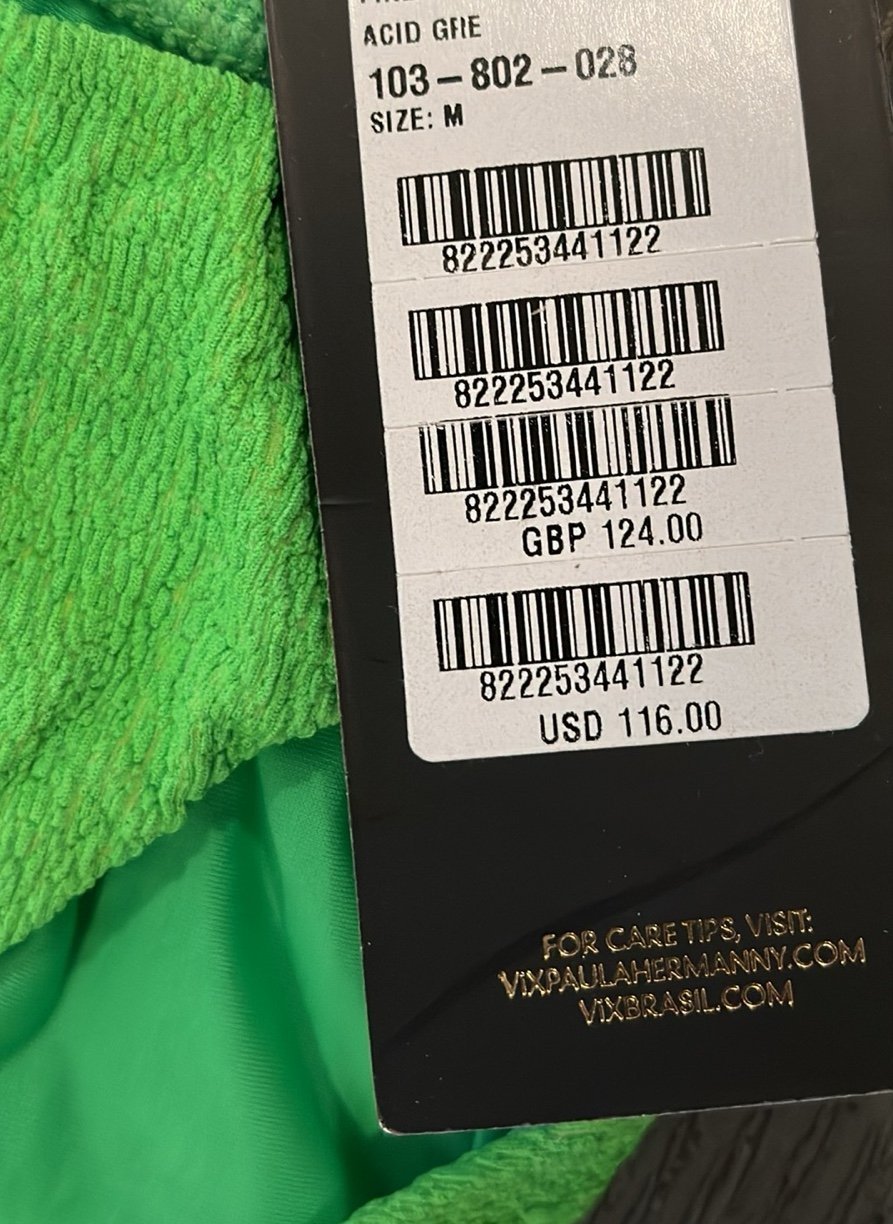 ACID GRE
103-802-028
SIZE: M
822253441122
822253441122
822253441122
GBP 124.00
822253441122
USD 116.00
FOR CARE TIPS, VISIT:
ViXPAULAHERMANNY.COM
ViXBRASIL.COM